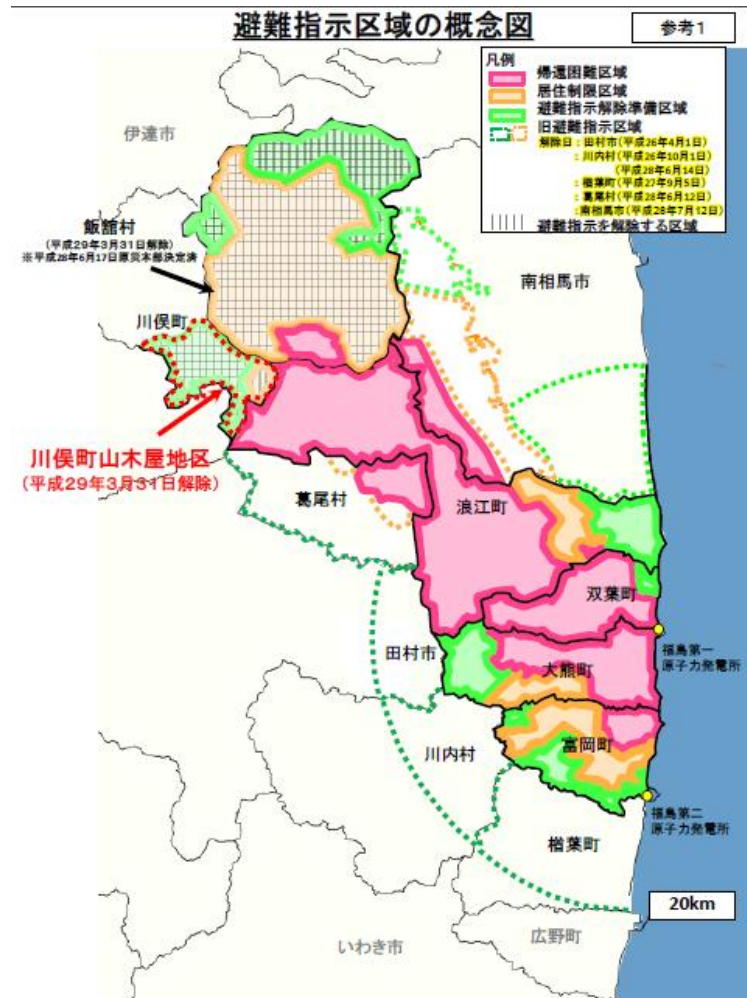 避難指示区域の概念図
参考1
凡例
帰還困難区域
居住制限区域
避難指示解除準備区域
旧避難指示区域
解除日：田村市(平成26年4月1日)
：川内村(平成26年10月1日)
(平成28年6月14日)
：楢葉町(平成27年9月5日)
：葛尾村(平成28年6月12日)
：南相馬市(平成28年7月12日)
避難指示を解除する区域
伊達市
飯舘村
(平成29年3月31日解除)
※平成28年6月17日原災本部決定済
南相馬市
川俣町
川俣町山木屋地区
(平成29年3月31日解除)
葛尾村
浪江町
双葉町
福島第一
原子力発電所
田村市
大熊町
川内村
富岡町
福島第二
原子力発電所
楢葉町
20km
広野町
いわき市